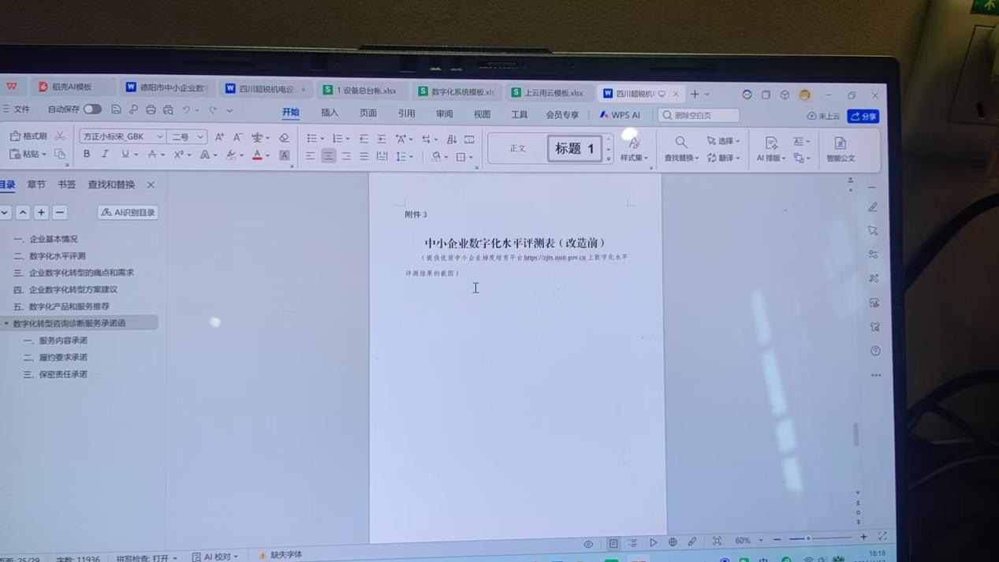 稻壳AI模板
德阳市中小企业数字
四川超锐机电设
1 设备总台帐.xlsx
数字化系统模板.xls
上云用云模板.xlsx
四川超锐机
文件
自动保存
开始
插入
页面
引用
审阅
视图
工具
会员专享
WPS AI
删除空白页
未上云
分享
格式刷
粘贴
方正小标宋_GBK
二号
正文
标题 1
样式集
查找替换
选择
翻译
AI 排版
智能公文
目录
章节
书签
查找和替换
AI识别目录
一、企业基本情况
二、数字化水平评测
三、企业数字化转型的痛点和需求
四、企业数字化转型方案建议
五、数字化产品和服务推荐
数字化转型咨询诊断服务承诺函
一、服务内容承诺
二、履约要求承诺
三、保密责任承诺
附件 3
中小企业数字化水平评测表（改造前）
（提供优质中小企业梯度培育平台 https://zjtx.miit.gov.cn 上数字化水平
评测结果的截图）
页面: 25/29
字数: 11936
拼写检查: 打开
AI 校对
缺失字体
60%
18:18